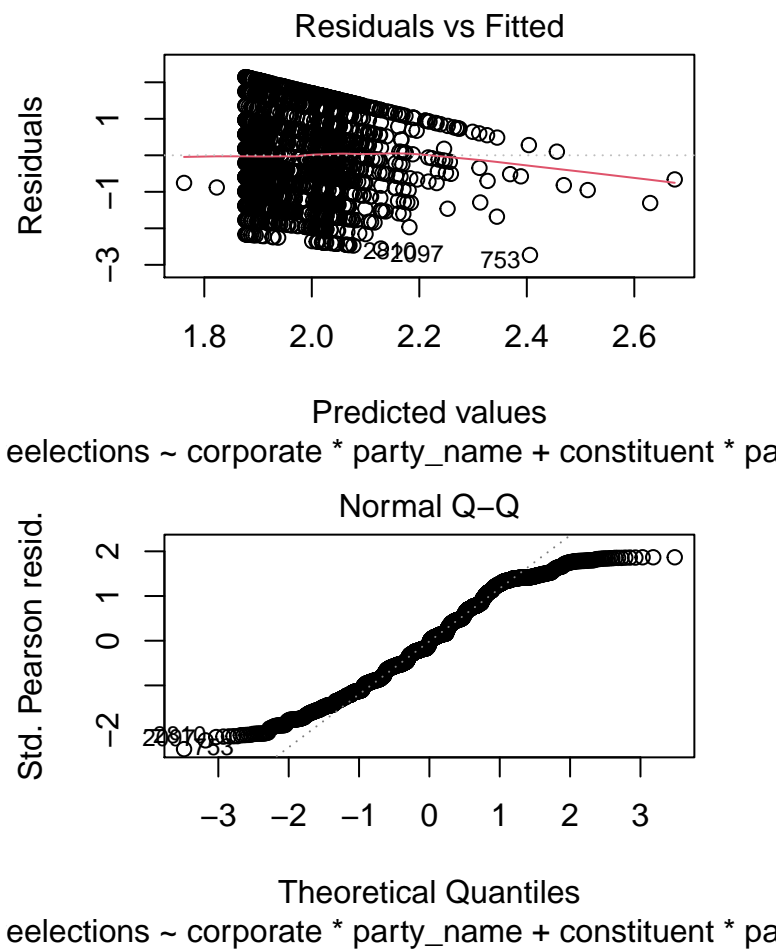 Residuals vs Fitted
Residuals
1
−1
−3
2097
753
1.8 2.0 2.2 2.4 2.6
Predicted values
eelections ~ corporate * party_name + constituent * pa
Normal Q−Q
Std. Pearson resid.
2
1
0
−2
753
−3 −2 −1 0 1 2 3
Theoretical Quantiles
eelections ~ corporate * party_name + constituent * pa